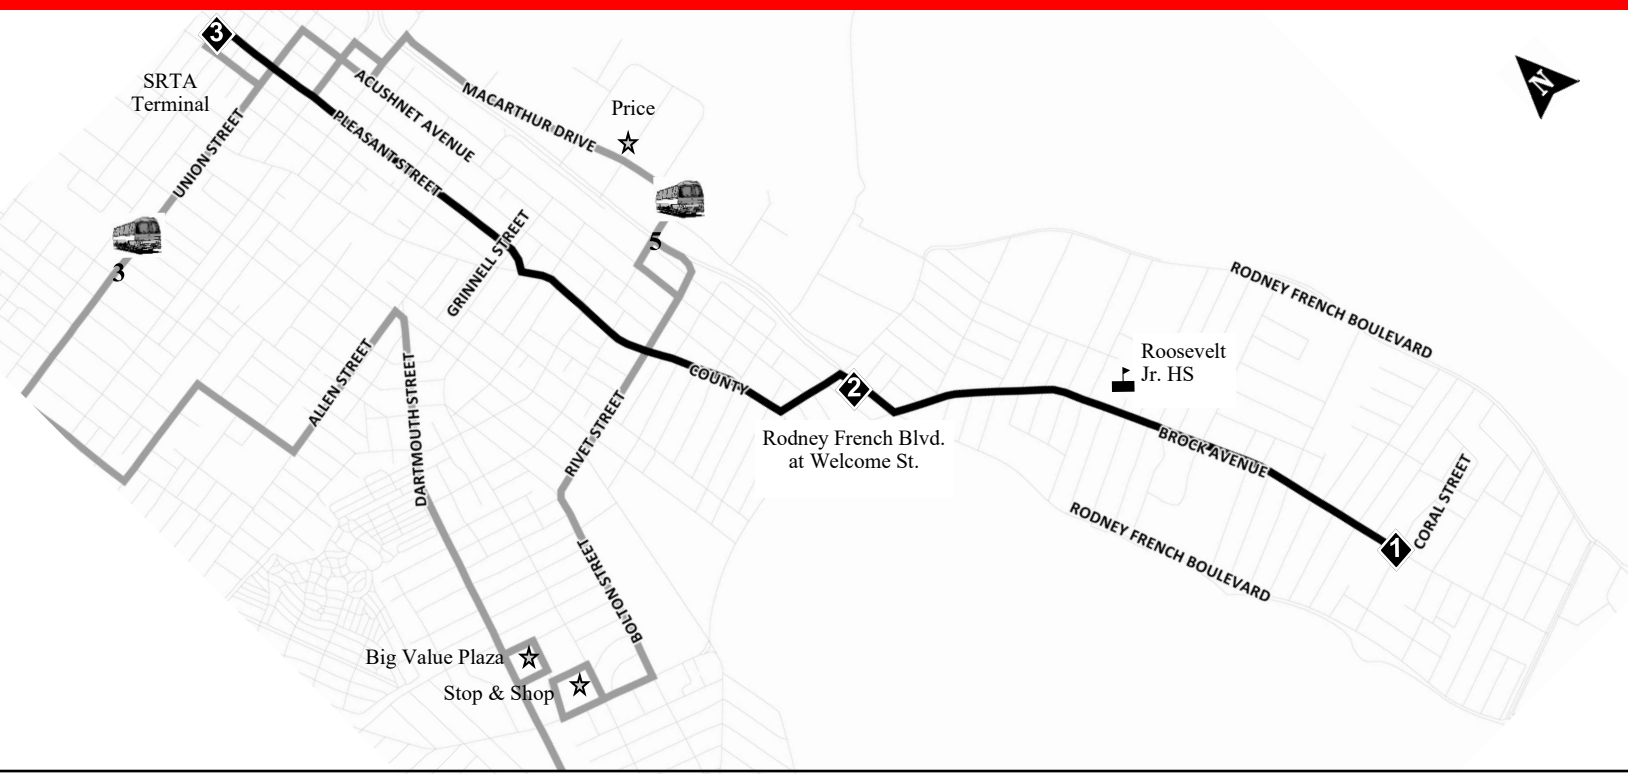 3
SRTA
Terminal
UNION STREET
ACUSHNET AVENUE
PLEASANT STREET
MACARTHUR DRIVE
Price
N
3
5
GRINNELL STREET
RODNEY FRENCH BOULEVARD
ALLEN STREET
DARTMOUTH STREET
COUNTY
2
Rodney French Blvd.
at Welcome St.
Roosevelt
Jr. HS
BROCK AVENUE
RIVET STREET
CORAL STREET
1
RODNEY FRENCH BOULEVARD
BOLTON STREET
Big Value Plaza
Stop & Shop